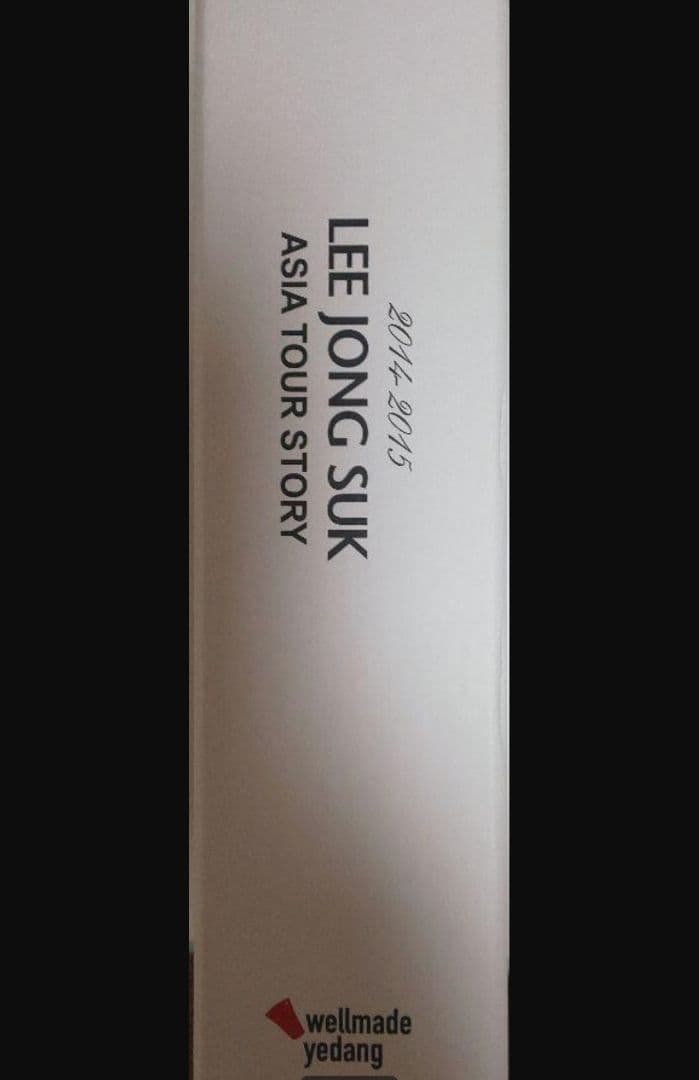 2014-2015
LEE JONG SUK
ASIA TOUR STORY
wellmade
yedang